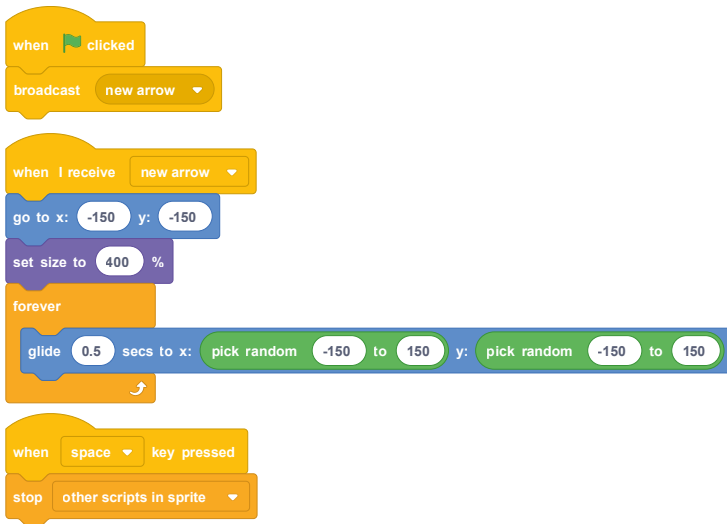 when clicked
broadcast new arrow
when I receive new arrow
go to x: -150 y: -150
set size to 400 %
forever
glide 0.5 secs to x: pick random -150 to 150 y: pick random -150 to 150
when space key pressed
stop other scripts in sprite